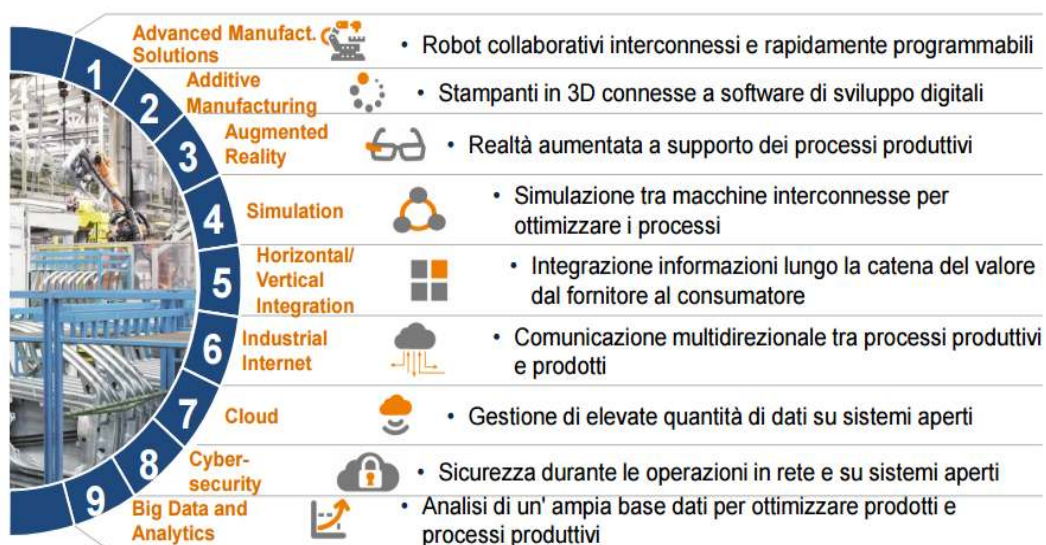 1
Advanced Manufact.
Solutions
• Robot collaborativi interconnessi e rapidamente programmabili
2
Additive
Manufacturing
• Stampanti in 3D connesse a software di sviluppo digitali
3
Augmented
Reality
• Realtà aumentata a supporto dei processi produttivi
4
Simulation
• Simulazione tra macchine interconnesse per
ottimizzare i processi
5
Horizontal/
Vertical
Integration
• Integrazione informazioni lungo la catena del valore
dal fornitore al consumatore
6
Industrial
Internet
• Comunicazione multidirezionale tra processi produttivi
e prodotti
7
Cloud
• Gestione di elevate quantità di dati su sistemi aperti
8
Cyber-
security
• Sicurezza durante le operazioni in rete e su sistemi aperti
9
Big Data and
Analytics
• Analisi di un' ampia base dati per ottimizzare prodotti e
processi produttivi